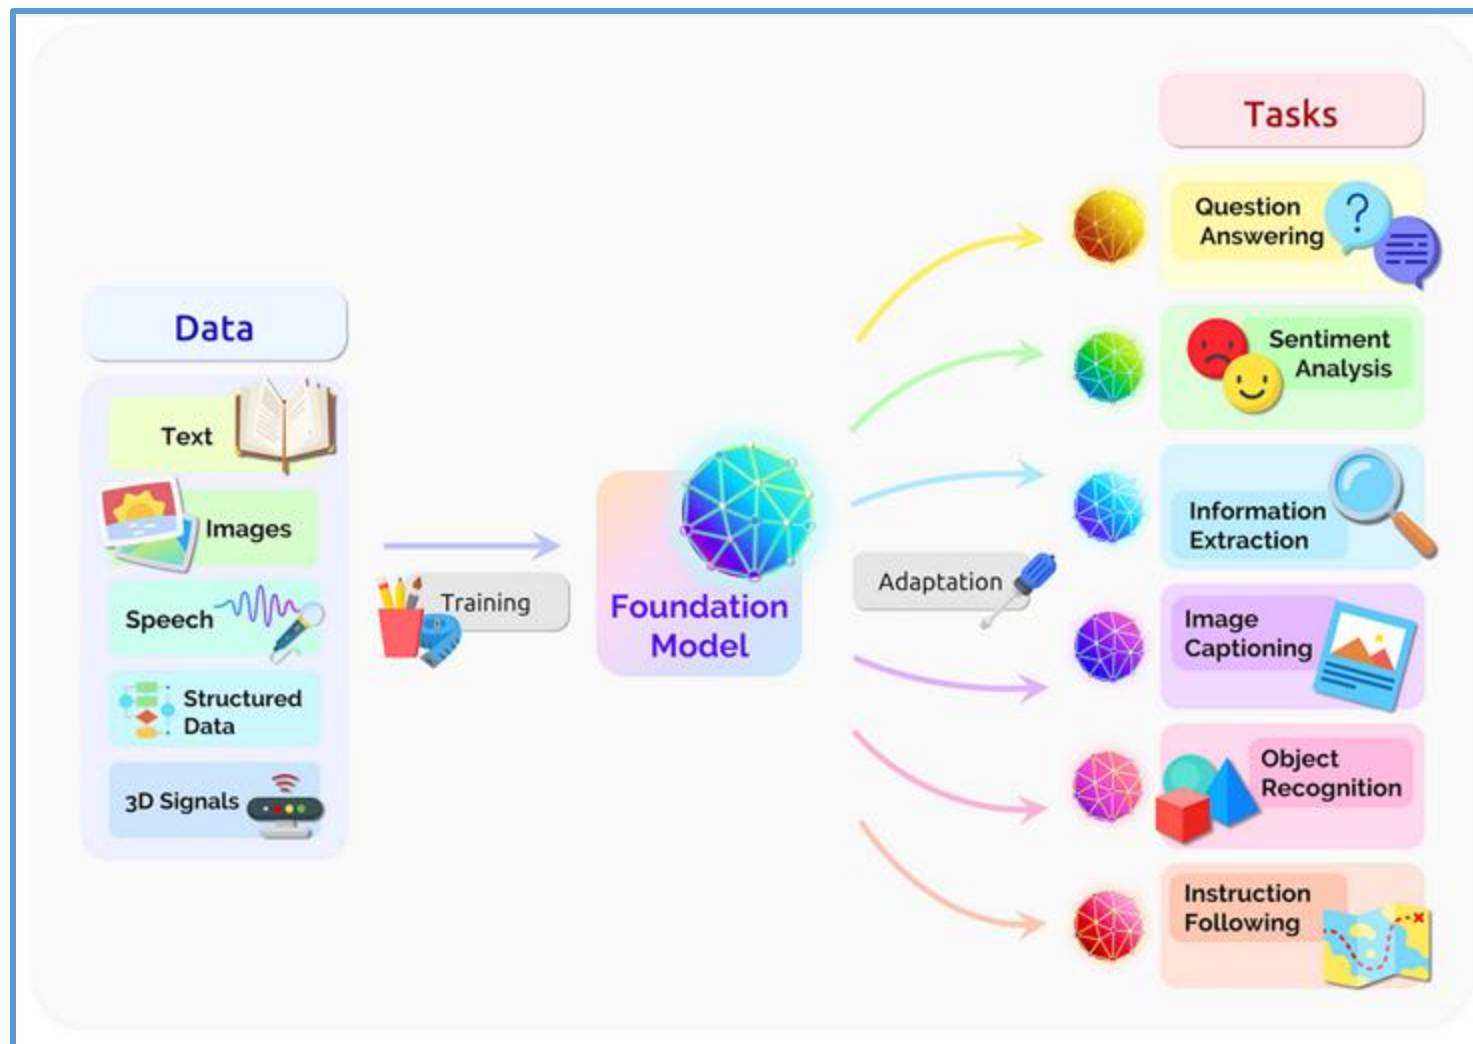 Data
Text
Images
Speech
Structured
Data
3D Signals
Training
Foundation
Model
Adaptation
Tasks
Question
Answering
?
Sentiment
Analysis
Information
Extraction
Image
Captioning
Object
Recognition
Instruction
Following